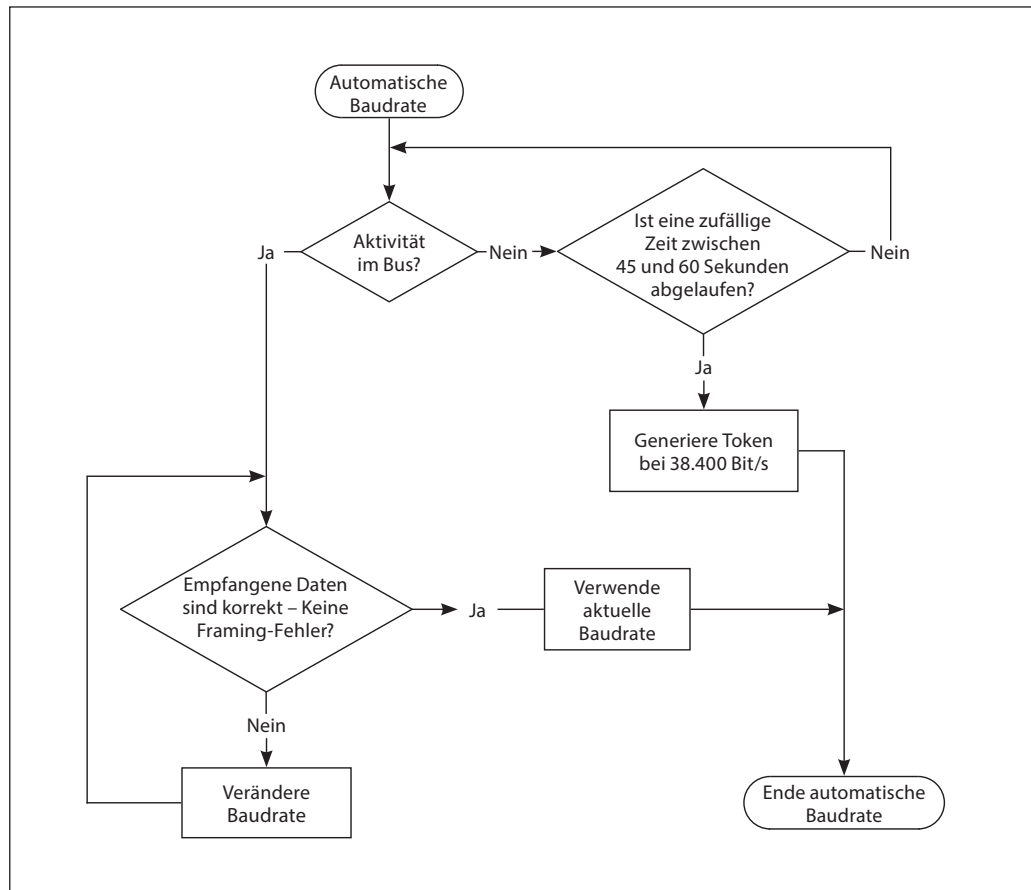 Automatische
Baudrate
Aktivität
im Bus?
Ja
Nein
Ist eine zufällige
Zeit zwischen
45 und 60 Sekunden
abgelaufen?
Nein
Ja
Generiere Token
bei 38.400 Bit/s
Empfangene Daten
sind korrekt – Keine
Framing-Fehler?
Ja
Verwende
aktuelle
Baudrate
Nein
Verändere
Baudrate
Ende automatische
Baudrate